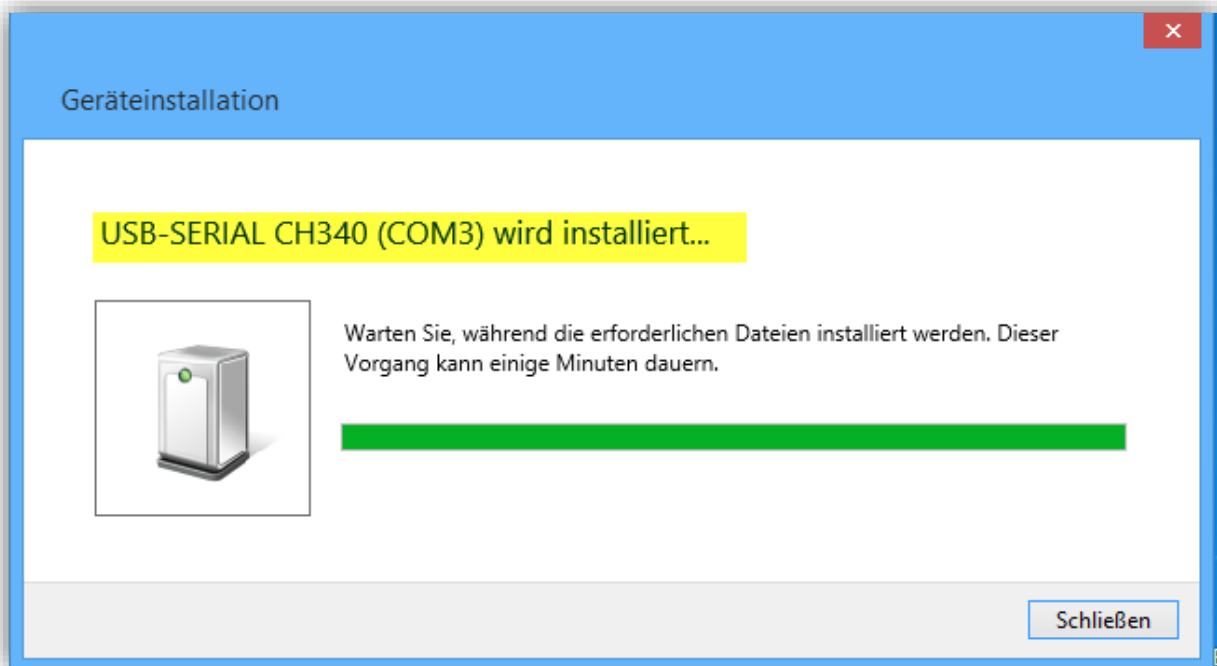 Geräteinstallation
USB-SERIAL CH340 (COM3) wird installiert...
Warten Sie, während die erforderlichen Dateien installiert werden. Dieser
Vorgang kann einige Minuten dauern.
Schließen